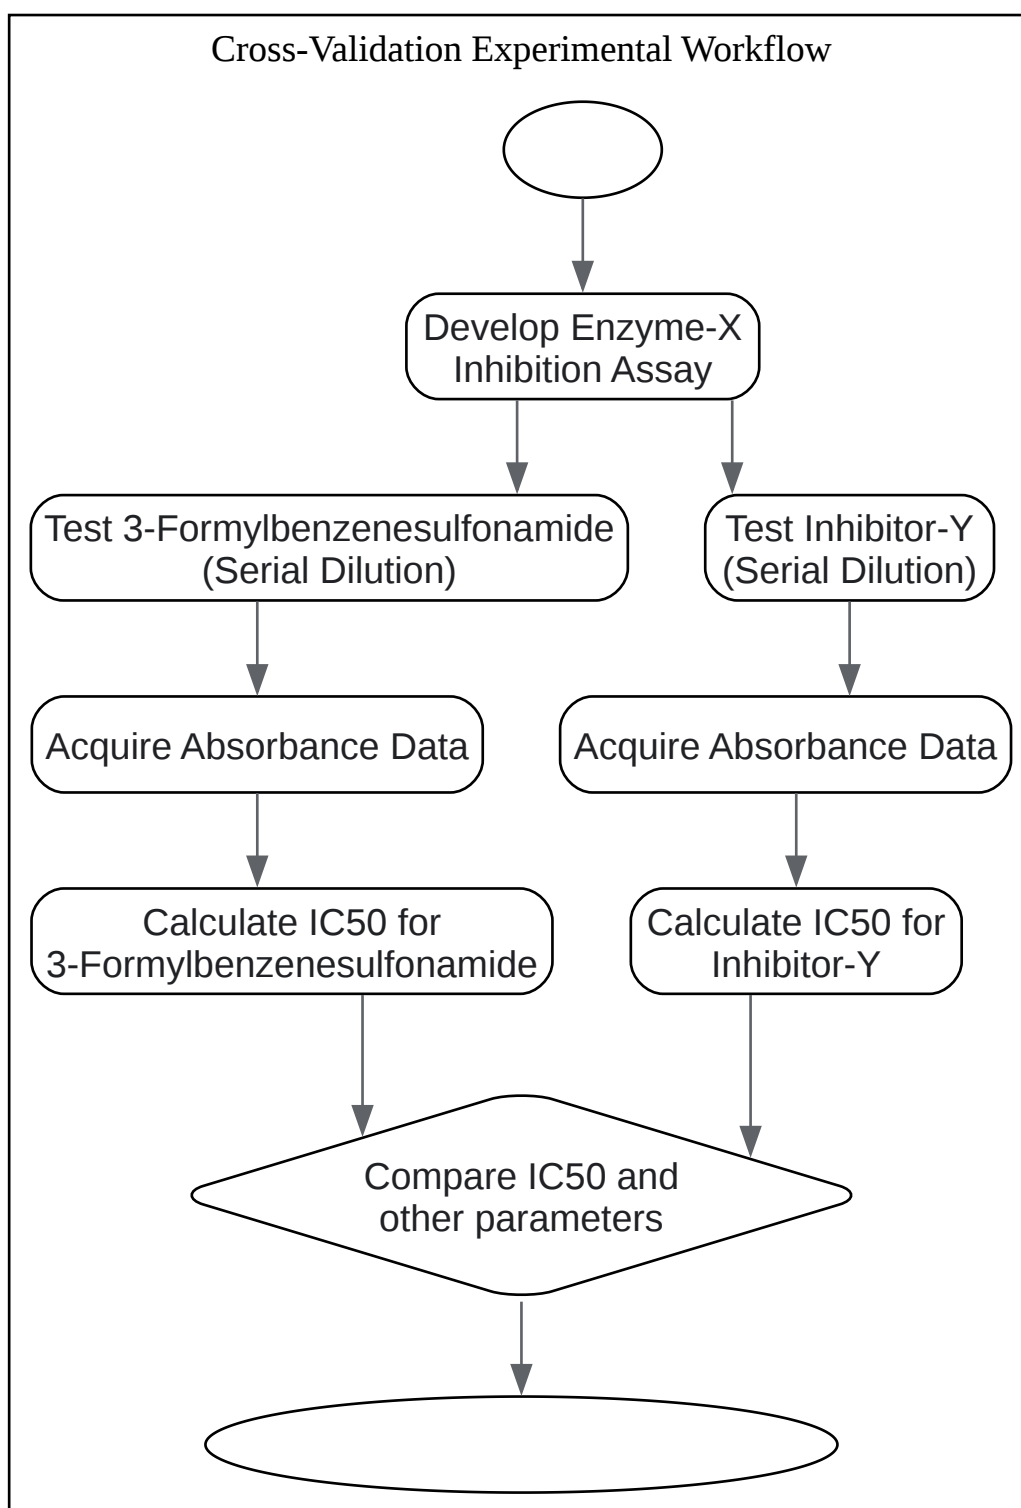 Cross-Validation Experimental Workflow
Develop Enzyme-X
Inhibition Assay
Test 3-Formylbenzenesulfonamide
(Serial Dilution)
Test Inhibitor-Y
(Serial Dilution)
Acquire Absorbance Data
Acquire Absorbance Data
Calculate IC50 for
3-Formylbenzenesulfonamide
Calculate IC50 for
Inhibitor-Y
Compare IC50 and
other parameters